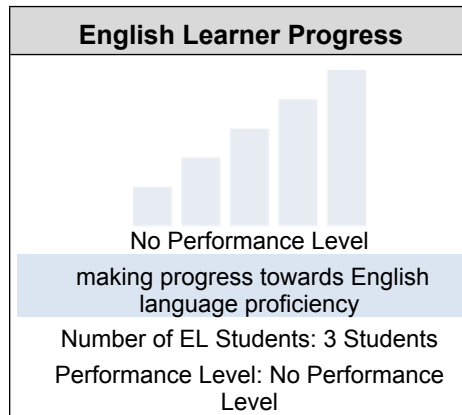 English Learner Progress
No Performance Level
making progress towards English
language proficiency
Number of EL Students: 3 Students
Performance Level: No Performance
Level